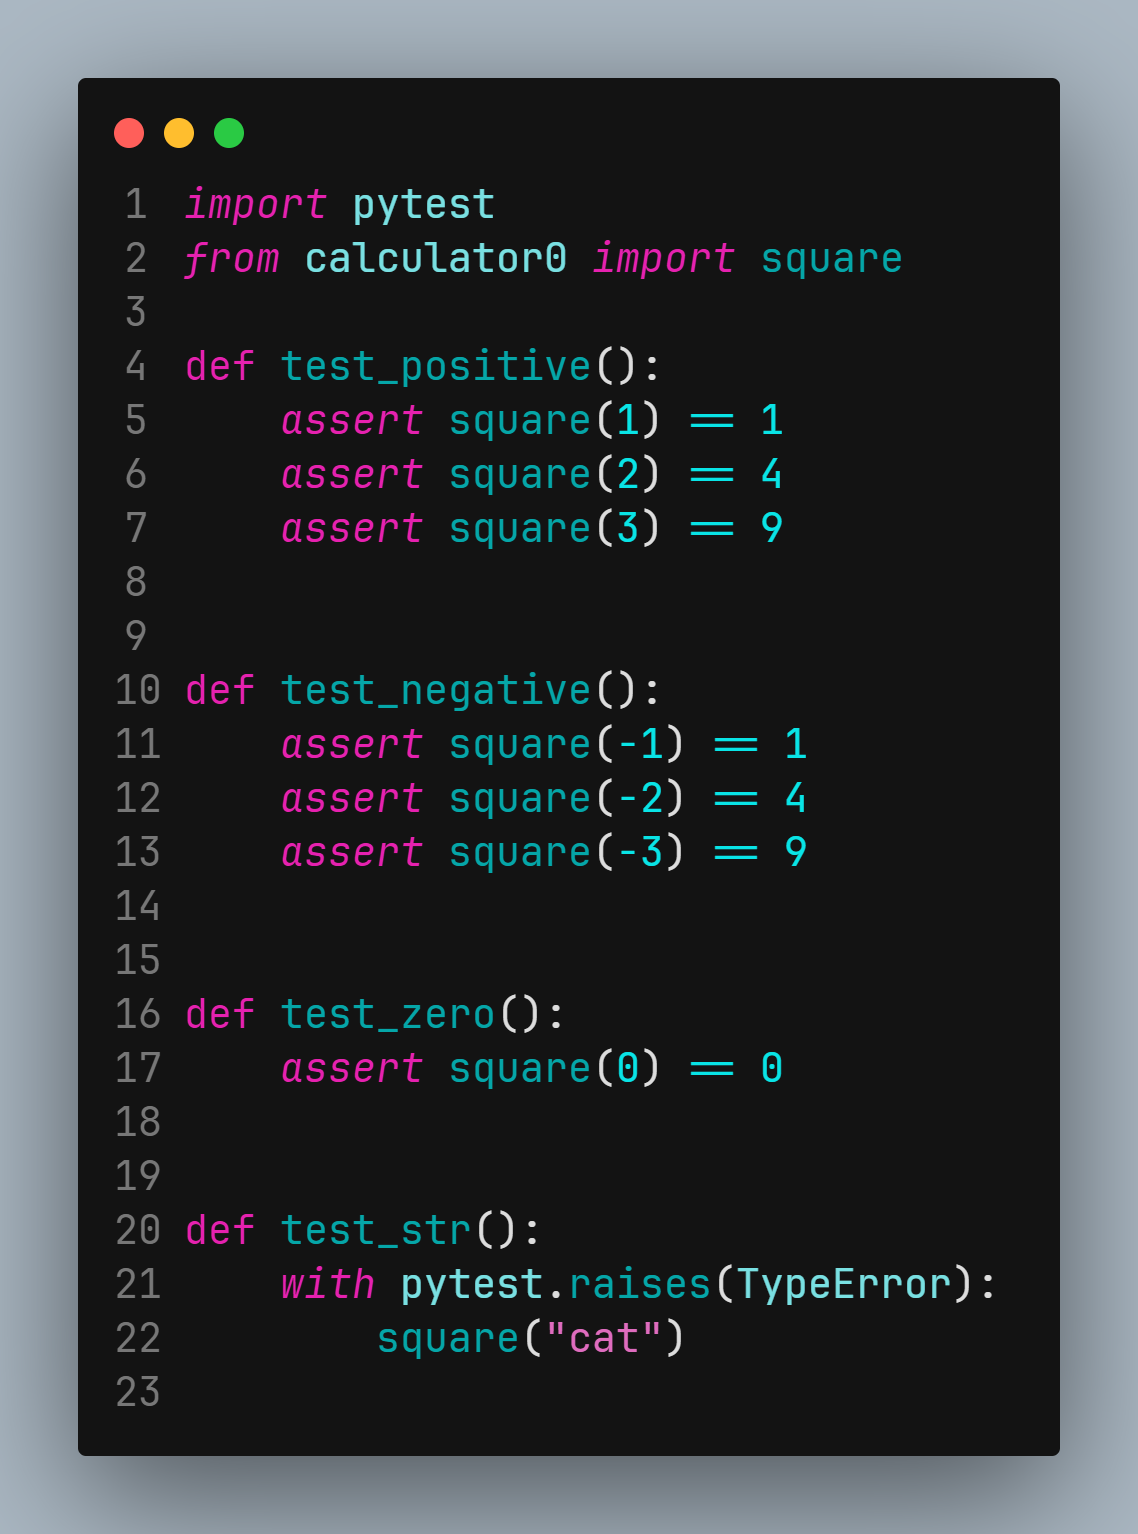 1 import pytest
2 from calculator0 import square
3
4 def test_positive():
5     assert square(1) == 1
6     assert square(2) == 4
7     assert square(3) == 9
8
9
10 def test_negative():
11     assert square(-1) == 1
12     assert square(-2) == 4
13     assert square(-3) == 9
14
15
16 def test_zero():
17     assert square(0) == 0
18
19
20 def test_str():
21     with pytest.raises(TypeError):
22         square("cat")
23